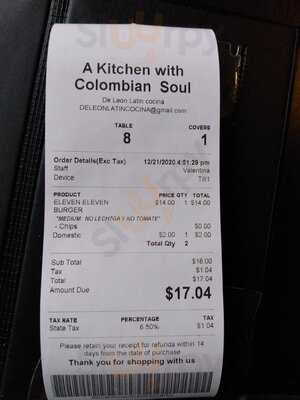 A Kitchen with
Colombian Soul
De Leon Latin cocina
DELEONLATINCOCINA@gmail.com
TABLE COVERS
8 1
Order Details(Exc Tax) 12/21/2020 4:51:29 pm
Staff Valentina
Device Till1
PRODUCT PRICE QTY TOTAL
ELEVEN ELEVEN $14.00 1 $14.00
BURGER
"MEDIUM. NO LECHTGA Y NO TOMATE"
- Chips $0.00
Domestic $2.00 1 $2.00
Total Qty 2
Sub Total $16.00
Tax $1.04
Total $17.04
Amount Due $17.04
TAX RATE PERCENTAGE TAX
State Tax 6.50% $1.04
Please retain your receipt for refunds within 14
days from the date of purchase
Thank you for shopping with us